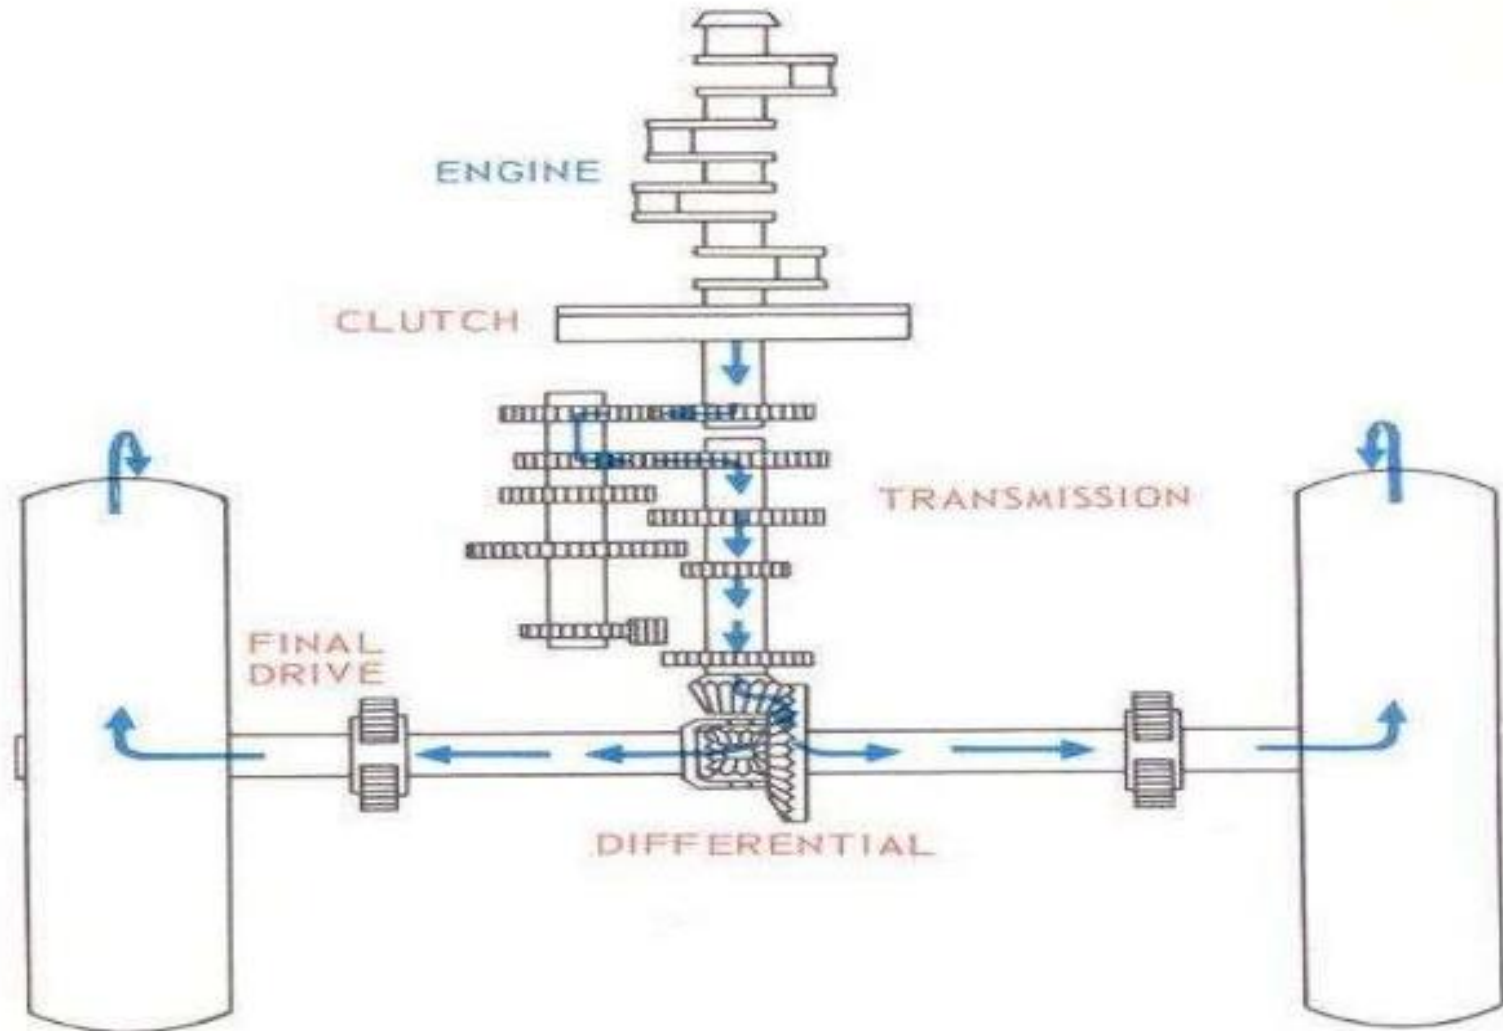 ENGINE
CLUTCH
TRANSMISSION
FINAL
DRIVE
DIFFERENTIAL